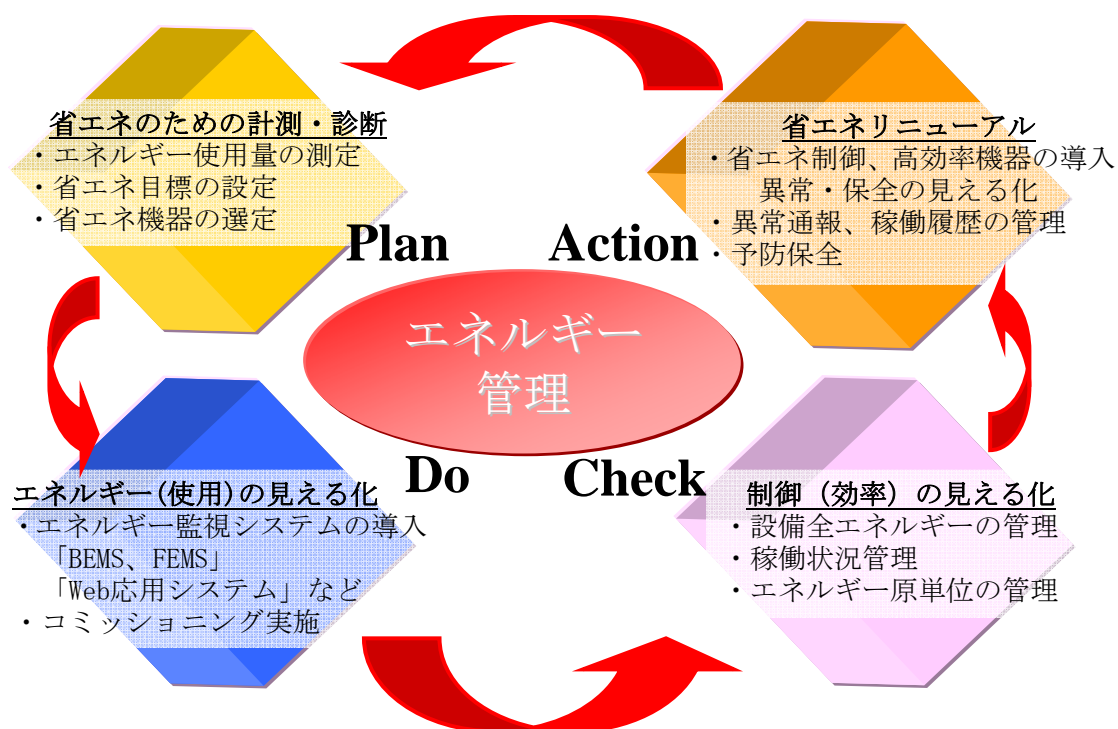 省エネのための計測・診断
・エネルギー使用量の測定
・省エネ目標の設定
・省エネ機器の選定
Plan
省エネリニューアル
・省エネ制御、高効率機器の導入
異常・保全の見える化
・異常通報、稼働履歴の管理
・予防保全
Action
エネルギー
管理
エネルギー(使用)の見える化
・エネルギー監視システムの導入
「BEMS、FEMS」
「Web応用システム」など
・コミッショニング実施
Do
Check
制御（効率）の見える化
・設備全エネルギーの管理
・稼働状況管理
・エネルギー原単位の管理